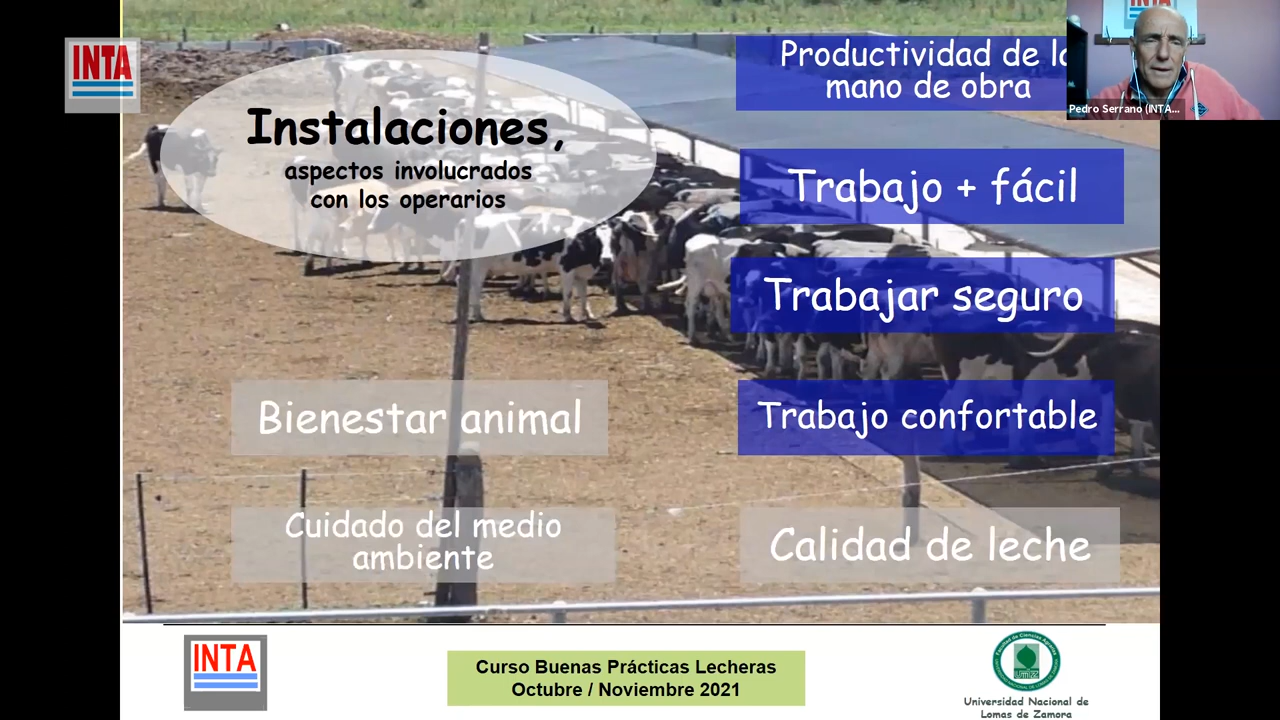 INTA
Instalaciones,
aspectos involucrados
con los operarios
Productividad de
mano de obra
INTA
Pedro Serrano (INTA...
Trabajo + fácil
Trabajar seguro
Bienestar animal
Trabajo confortable
Cuidado del medio
ambiente
Calidad de leche
INTA
Curso Buenas Prácticas Lecheras
Octubre / Noviembre 2021
Universidad Nacional de
Lomas de Zamora